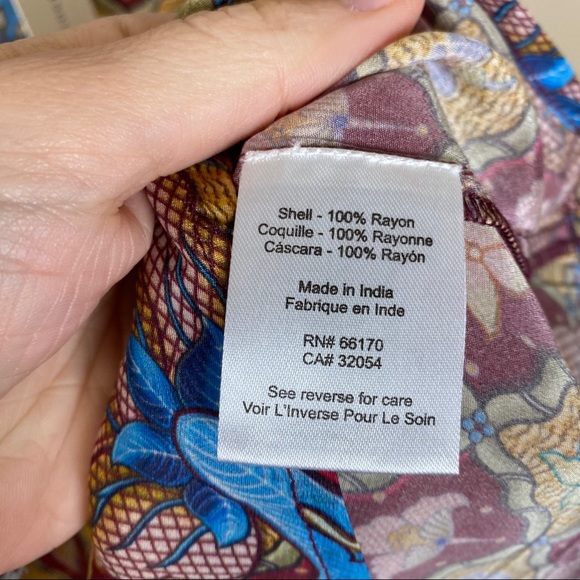 Shell - 100% Rayon
Coquille - 100% Rayonne
Cáscara - 100% Rayón
Made in India
Fabrique en Inde
RN# 66170
CA# 32054
See reverse for care
Voir L'Inverse Pour Le Soin